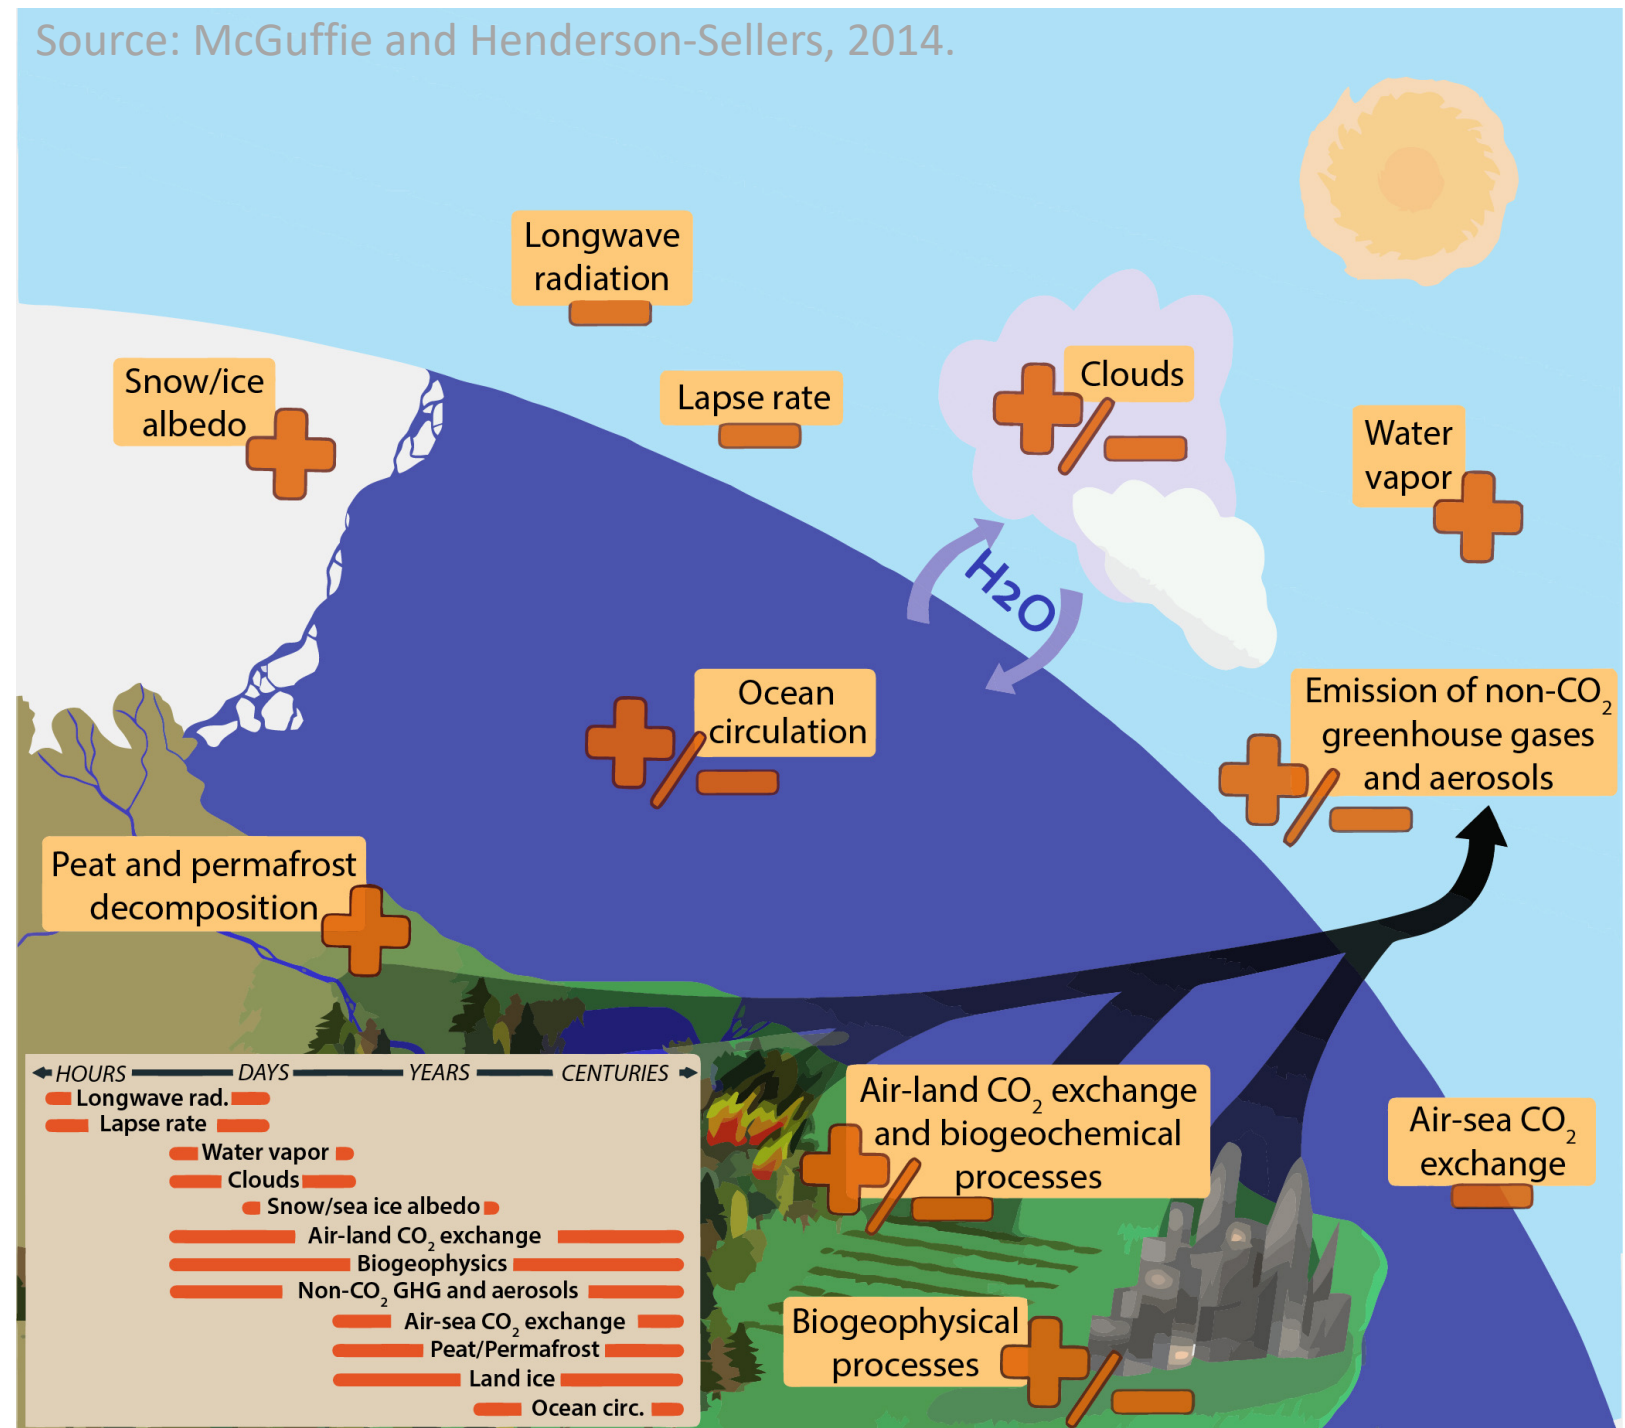 Source: McGuffie and Henderson-Sellers, 2014.
Longwave
radiation
Snow/ice
albedo
Lapse rate
Clouds
Water
vapor
H2O
Ocean
circulation
Emission of non-CO₂
greenhouse gases
and aerosols
Peat and permafrost
decomposition
Air-land CO₂ exchange
and biogeochemical
processes
Air-sea CO₂
exchange
Biogeophysical
processes
HOURS DAYS YEARS CENTURIES
Longwave rad.
Lapse rate
Water vapor
Clouds
Snow/sea ice albedo
Air-land CO₂ exchange
Biogeophysics
Non-CO₂ GHG and aerosols
Air-sea CO₂ exchange
Peat/Permafrost
Land ice
Ocean circ.